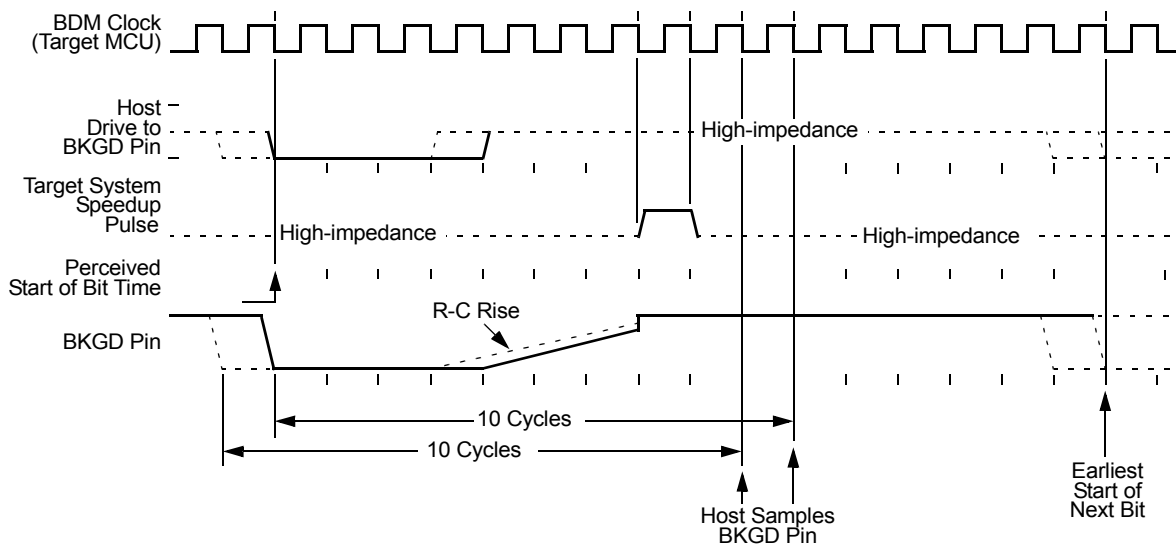 BDM Clock
(Target MCU)
Host
Drive to
BKGD Pin
High-impedance
Target System
Speedup
Pulse
High-impedance
High-impedance
Perceived
Start of Bit Time
R-C Rise
BKGD Pin
10 Cycles
10 Cycles
Host Samples
BKGD Pin
Earliest
Start of
Next Bit